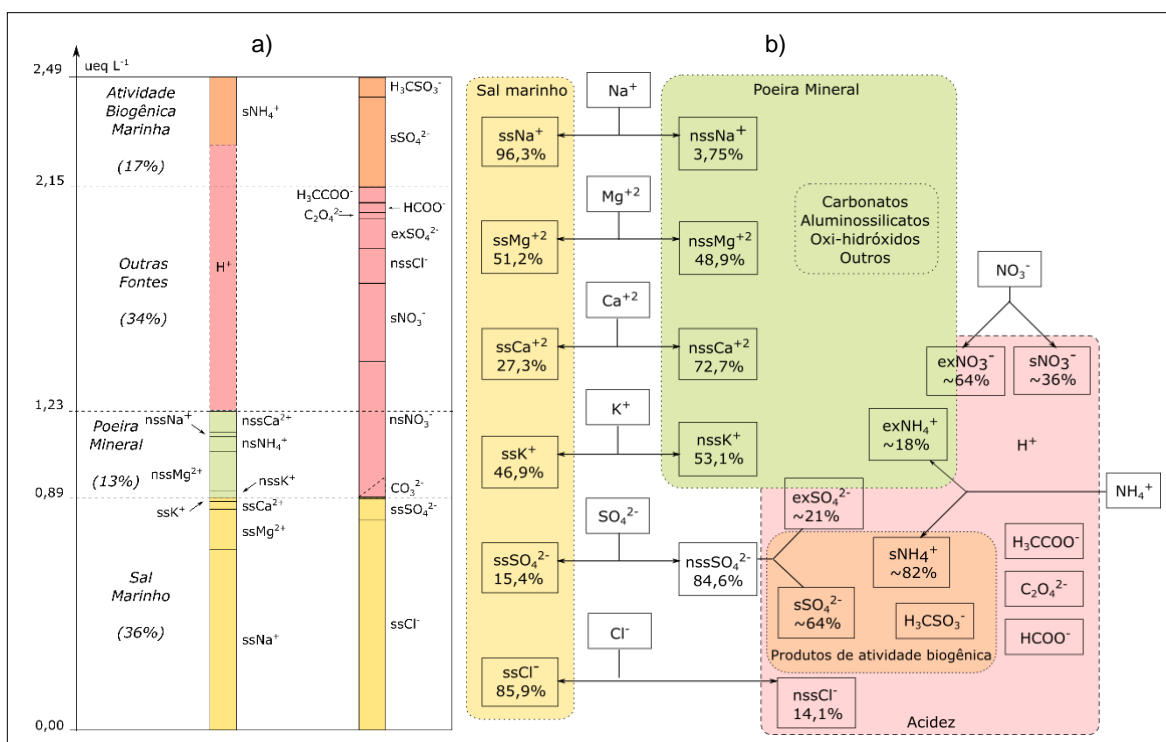 a)
b)
ueq L⁻¹
2,49
2,15
1,23
0,89
0,00
Atividade
Biogênica
Marinha
(17%)
Outras
Fontes
(34%)
Poeira
Mineral
(13%)
Sal
Marinho
(36%)
sNH₄⁺
H⁺
nssNa⁺
nssCa²⁺
nsNH₄⁺
nssMg²⁺
nssK⁺
ssK⁺
ssCa²⁺
ssMg²⁺
ssNa⁺
H₃CSO₃⁻
sSO₄²⁻
H₃CCOO⁻
HCOO⁻
C₂O₄²⁻
exSO₄²⁻
nssCl⁻
sNO₃⁻
nsNO₃⁻
CO₃²⁻
ssSO₄²⁻
ssCl⁻
Sal marinho
Na⁺
Poeira Mineral
ssNa⁺
96,3%
nssNa⁺
3,75%
Mg⁺²
Carbonatos
Aluminossilicatos
Oxi-hidróxidos
Outros
ssMg⁺²
51,2%
nssMg⁺²
48,9%
NO₃⁻
Ca⁺²
ssCa⁺²
27,3%
nssCa⁺²
72,7%
exNO₃⁻
~64%
sNO₃⁻
~36%
K⁺
exNH₄⁺
~18%
H⁺
ssK⁺
46,9%
nssK⁺
53,1%
NH₄⁺
exSO₄²⁻
~21%
SO₄²⁻
ssSO₄²⁻
15,4%
nssSO₄²⁻
84,6%
sNH₄⁺
~82%
H₃CCOO⁻
sSO₄²⁻
~64%
H₃CSO₃⁻
C₂O₄²⁻
HCOO⁻
Produtos de atividade biogênica
Cl⁻
ssCl⁻
85,9%
nssCl⁻
14,1%
Acidez